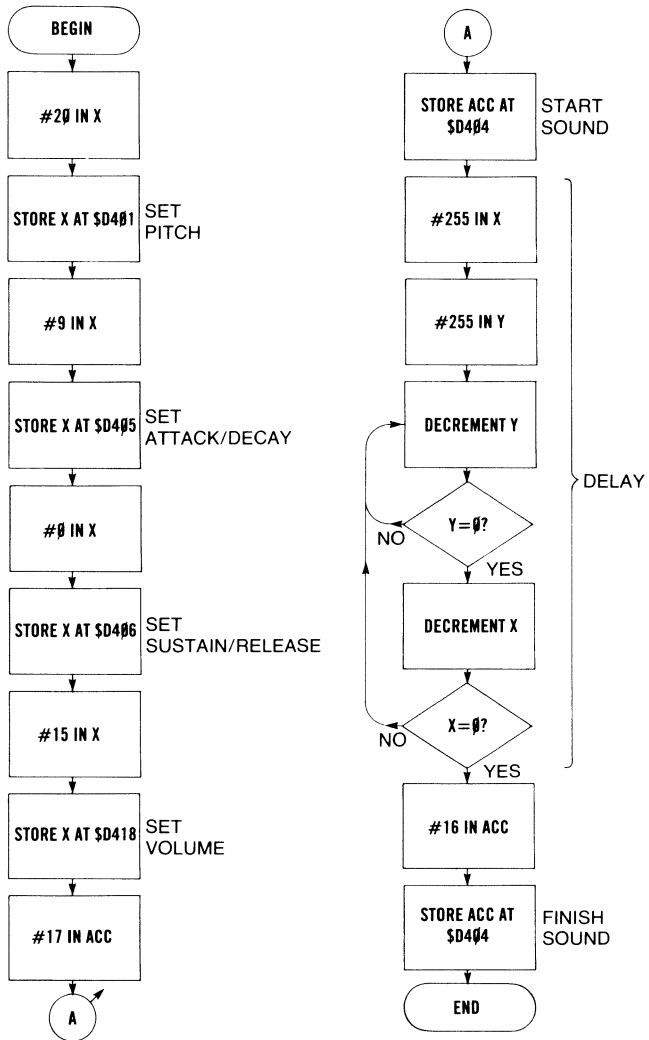 BEGIN
#20 IN X
STORE X AT $D401
SET
PITCH
#9 IN X
STORE X AT $D405
SET
ATTACK/DECAY
#0 IN X
STORE X AT $D406
SET
SUSTAIN/RELEASE
#15 IN X
STORE X AT $D418
SET
VOLUME
#17 IN ACC
A
A
STORE ACC AT
$D404
START
SOUND
#255 IN X
#255 IN Y
DECREMENT Y
Y=0?
NO
YES
DECREMENT X
X=0?
NO
YES
DELAY
#16 IN ACC
STORE ACC AT
$D404
FINISH
SOUND
END